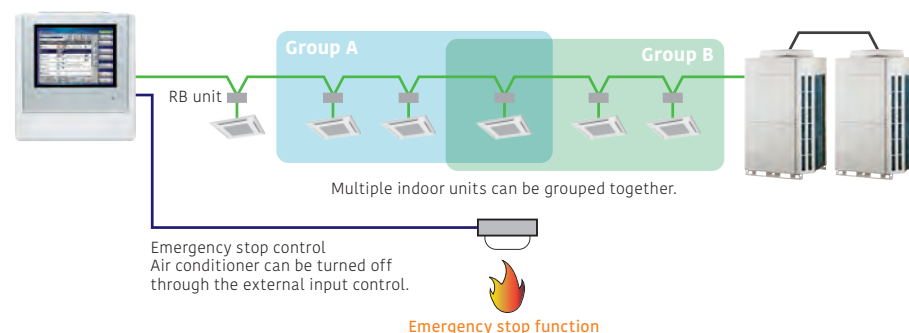 Group A
Group B
RB unit
Multiple indoor units can be grouped together.
Emergency stop control
Air conditioner can be turned off
through the external input control.
Emergency stop function